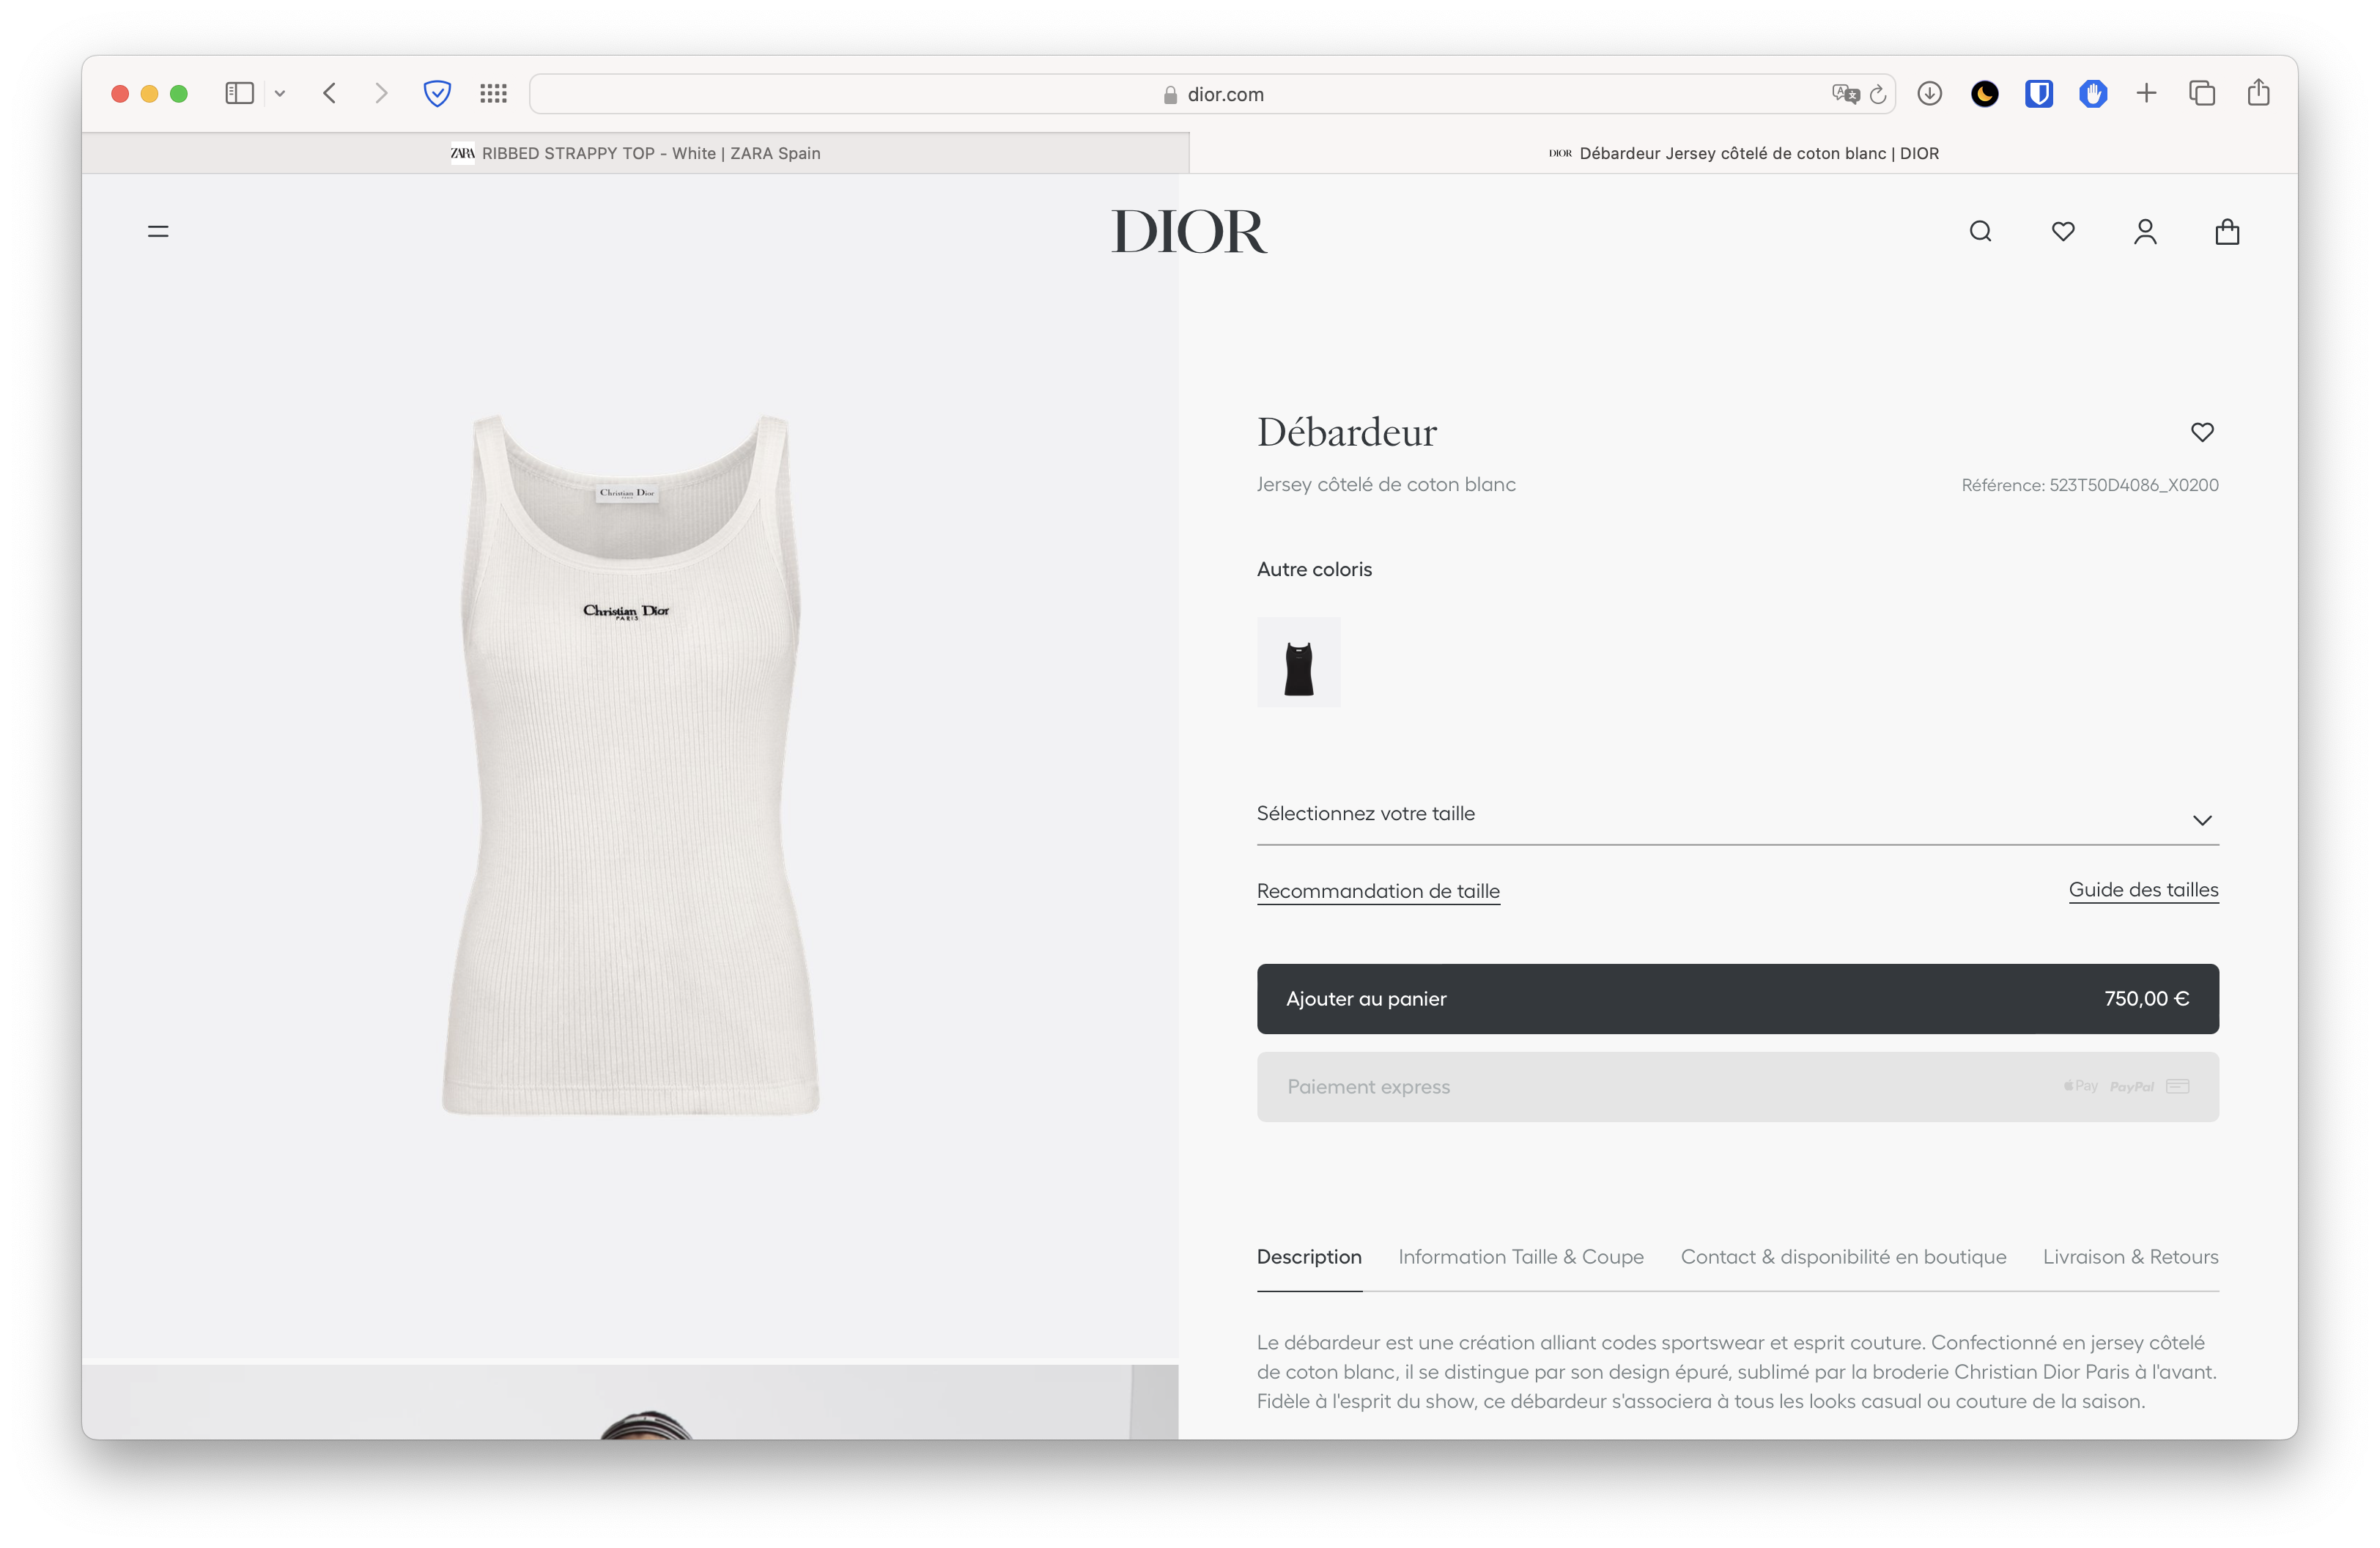 dior.com
ZARA RIBBED STRAPPY TOP - White | ZARA Spain
DIOR Débardeur Jersey côtelé de coton blanc | DIOR
DIOR
Christian Dior
Christian Dior
PARIS
Débardeur
Jersey côtelé de coton blanc
Référence: 523T50D4086_X0200
Autre coloris
Sélectionnez votre taille
Recommandation de taille
Guide des tailles
Ajouter au panier 750,00 €
Paiement express Pay PayPal
Description Information Taille & Coupe Contact & disponibilité en boutique Livraison & Retours
Le débardeur est une création alliant codes sportswear et esprit couture. Confectionné en jersey côtelé
de coton blanc, il se distingue par son design épuré, sublimé par la broderie Christian Dior Paris à l'avant.
Fidèle à l'esprit du show, ce débardeur s'associera à tous les looks casual ou couture de la saison.